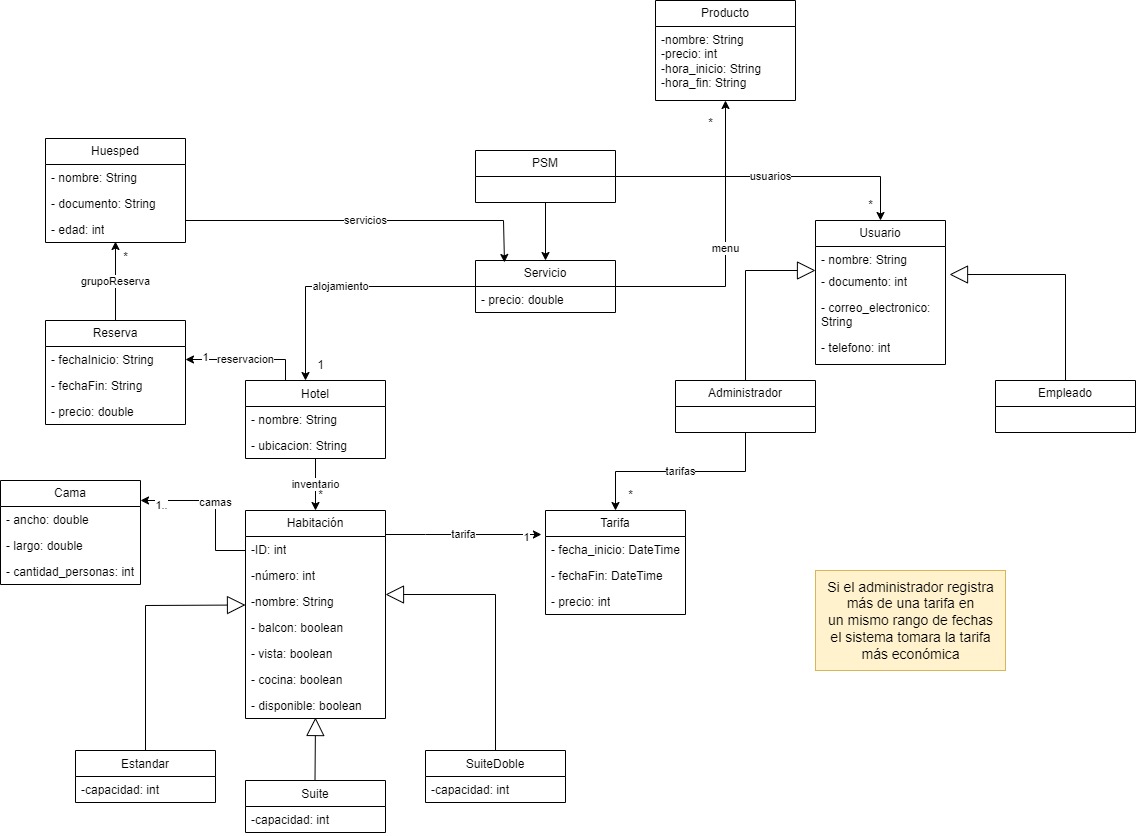 Producto
-nombre: String
-precio: int
-hora_inicio: String
-hora_fin: String
*
Huesped
- nombre: String
- documento: String
- edad: int
PSM
usuarios
*
servicios
Usuario
- nombre: String
- documento: int
- correo_electronico:
String
- telefono: int
menu
*
grupoReserva
Servicio
- precio: double
alojamiento
1
Reserva
- fechaInicio: String
- fechaFin: String
- precio: double
1
reservacion
Hotel
- nombre: String
- ubicacion: String
Administrador
Empleado
tarifas
*
inventario
*
Cama
- ancho: double
- largo: double
- cantidad_personas: int
1..
camas
Habitación
-ID: int
-número: int
-nombre: String
- balcon: boolean
- vista: boolean
- cocina: boolean
- disponible: boolean
tarifa
1
Tarifa
- fecha_inicio: DateTime
- fechaFin: DateTime
- precio: int
Si el administrador registra
más de una tarifa en
un mismo rango de fechas
el sistema tomara la tarifa
más económica
Estandar
-capacidad: int
Suite
-capacidad: int
SuiteDoble
-capacidad: int